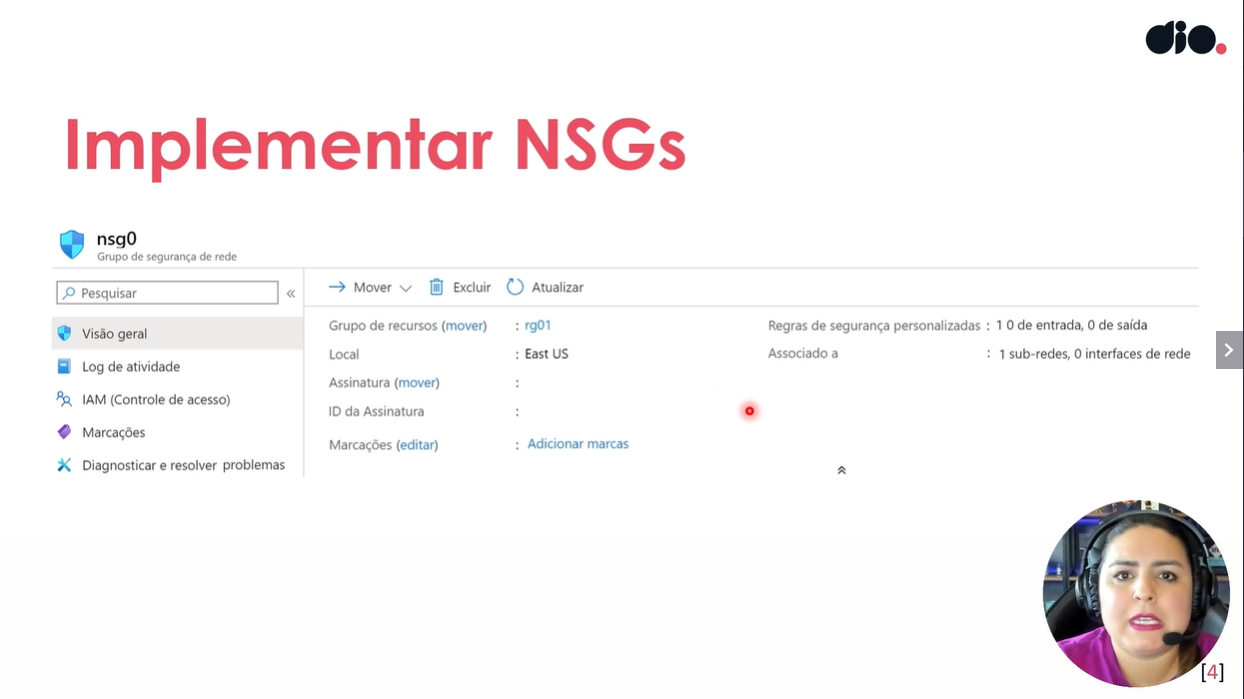 dio.
Implementar NSGs
nsg0
Grupo de segurança de rede
Pesquisar «
Mover Excluir Atualizar
Visão geral
Log de atividade
IAM (Controle de acesso)
Marcações
Diagnosticar e resolver problemas
Grupo de recursos (mover) : rg01
Local : East US
Assinatura (mover) :
ID da Assinatura :
Marcações (editar) : Adicionar marcas
Regras de segurança personalizadas : 1 0 de entrada, 0 de saída
Associado a : 1 sub-redes, 0 interfaces de rede
[4]